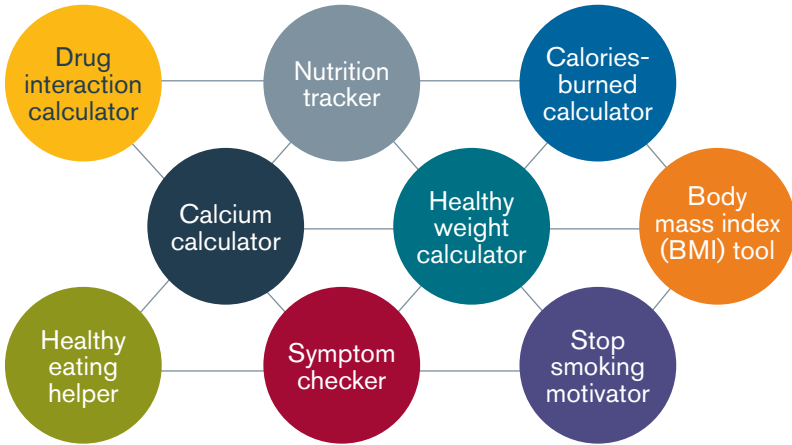 Drug
interaction
calculator
Nutrition
tracker
Calories-
burned
calculator
Calcium
calculator
Healthy
weight
calculator
Body
mass index
(BMI) tool
Healthy
eating
helper
Symptom
checker
Stop
smoking
motivator